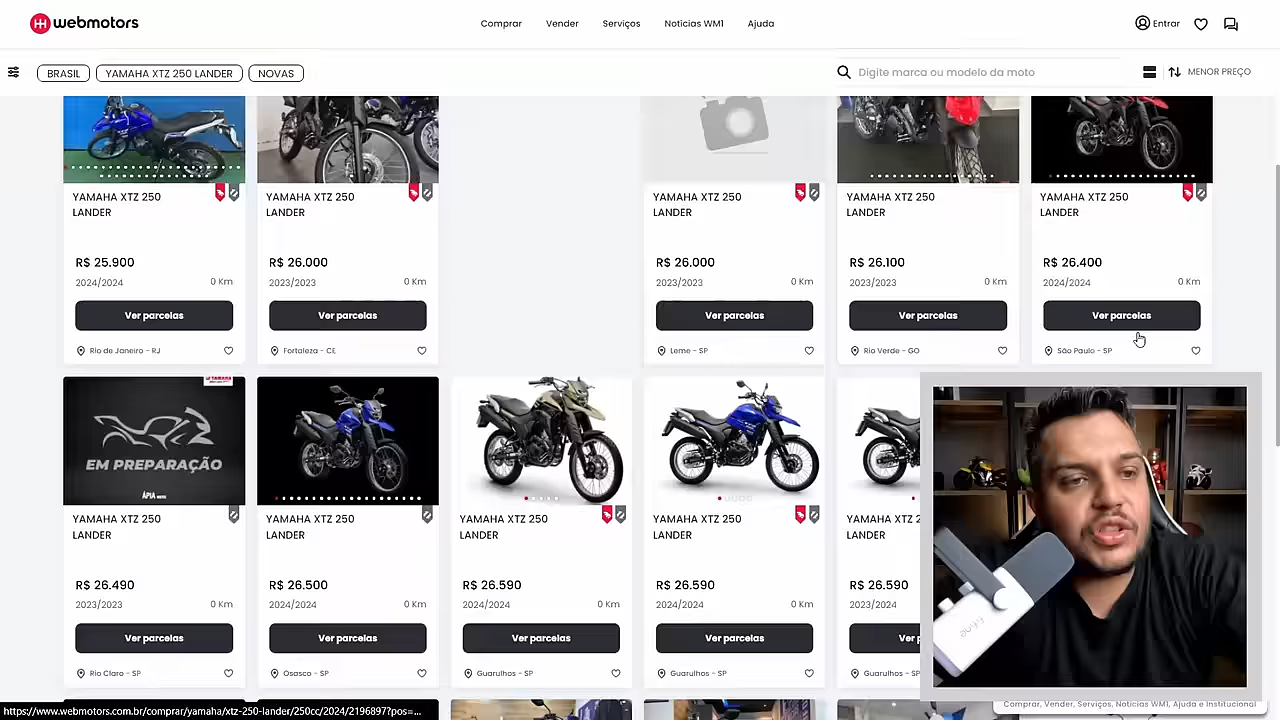 webmotors
Comprar
Vender
Serviços
Notícias WM1
Ajuda
Entrar
BRASIL
YAMAHA XTZ 250 LANDER
NOVAS
Digite marca ou modelo da moto
MENOR PREÇO
YAMAHA XTZ 250
LANDER
R$ 25.900
2024/2024
0 Km
Ver parcelas
Rio de Janeiro - RJ
YAMAHA XTZ 250
LANDER
R$ 26.000
2023/2023
0 Km
Ver parcelas
Fortaleza - CE
YAMAHA XTZ 250
LANDER
R$ 26.000
2023/2023
0 Km
Ver parcelas
Leme - SP
YAMAHA XTZ 250
LANDER
R$ 26.100
2023/2023
0 Km
Ver parcelas
Rio Verde - GO
YAMAHA XTZ 250
LANDER
R$ 26.400
2024/2024
0 Km
Ver parcelas
São Paulo - SP
YAMAHA
EM PREPARAÇÃO
ÁPIA MOTO
YAMAHA XTZ 250
LANDER
R$ 26.490
2023/2023
0 Km
Ver parcelas
Rio Claro - SP
YAMAHA XTZ 250
LANDER
R$ 26.500
2024/2024
0 Km
Ver parcelas
Osasco - SP
YAMAHA XTZ 250
LANDER
R$ 26.590
2024/2024
0 Km
Ver parcelas
Guarulhos - SP
YAMAHA XTZ 250
LANDER
R$ 26.590
2024/2024
0 Km
Ver parcelas
Guarulhos - SP
YAMAHA XTZ 2
LANDER
R$ 26.590
2023/2024
Ver p
Guarulhos - S
https://www.webmotors.com.br/comprar/yamaha/xtz-250-lander/250cc/2024/2196897?pos=...
Comprar, Vender, Serviços, Notícias WM1, Ajuda e Institucional